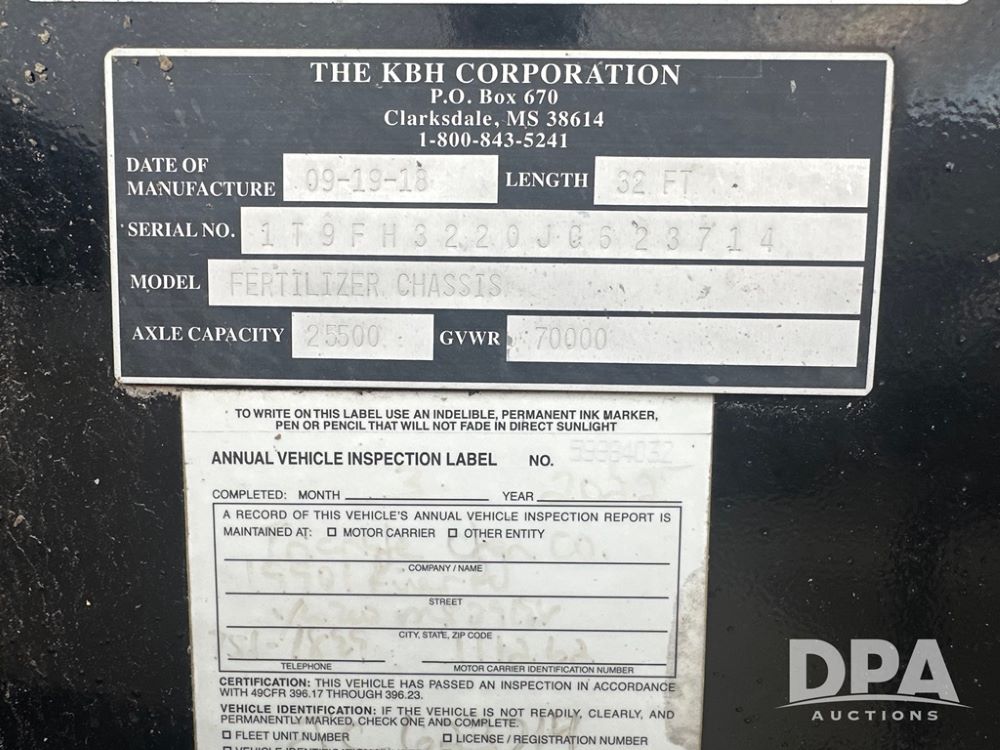 THE KBH CORPORATION
P.O. Box 670
Clarksdale, MS 38614
1-800-843-5241
DATE OF MANUFACTURE 09-19-18 LENGTH 32 FT
SERIAL NO. 1T9FH3220JG623714
MODEL FERTILIZER CHASSIS
AXLE CAPACITY 25500 GVWR 70000
TO WRITE ON THIS LABEL USE AN INDELIBLE, PERMANENT INK MARKER,
PEN OR PENCIL THAT WILL NOT FADE IN DIRECT SUNLIGHT
ANNUAL VEHICLE INSPECTION LABEL NO. 59984032
COMPLETED: MONTH YEAR
A RECORD OF THIS VEHICLE'S ANNUAL VEHICLE INSPECTION REPORT IS
MAINTAINED AT: ☐ MOTOR CARRIER ☐ OTHER ENTITY
COMPANY/NAME
STREET
CITY, STATE, ZIP CODE
TELEPHONE MOTOR CARRIER IDENTIFICATION NUMBER
CERTIFICATION: THIS VEHICLE HAS PASSED AN INSPECTION IN ACCORDANCE
WITH 49CFR 396.17 THROUGH 396.23.
VEHICLE IDENTIFICATION: IF THE VEHICLE IS NOT READILY, CLEARLY, AND
PERMANENTLY MARKED, CHECK ONE AND COMPLETE.
☐ FLEET UNIT NUMBER ☐ LICENSE / REGISTRATION NUMBER
DPA
AUCTIONS